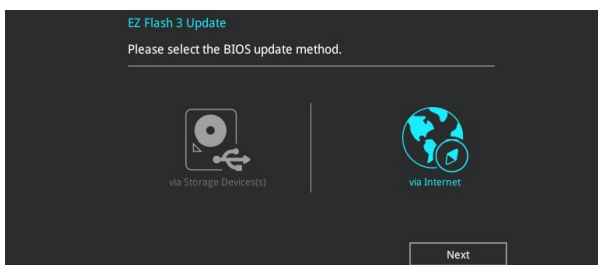 EZ Flash 3 Update
Please select the BIOS update method.
via Storage Devices(s)
via Internet
Next